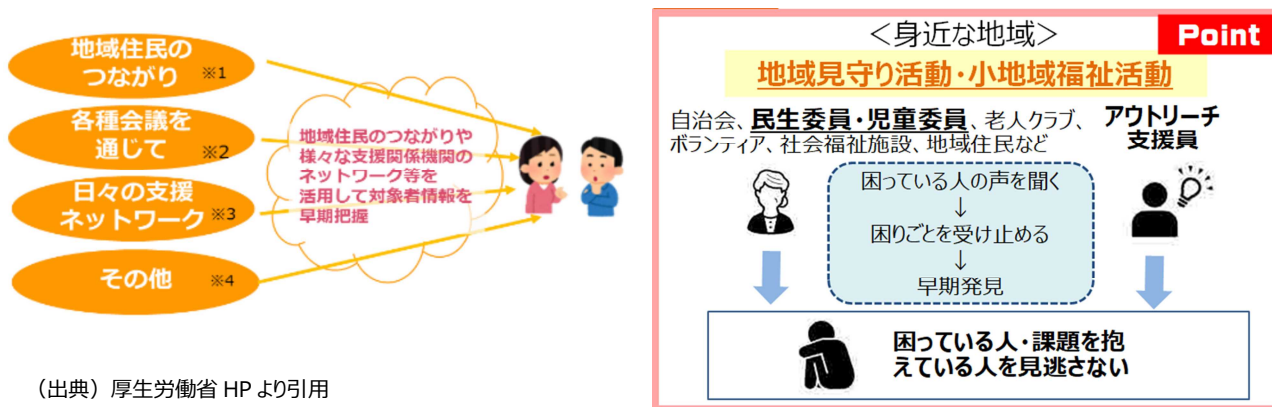 地域住民の
つながり ※1
各種会議を
通じて ※2
日々の支援
ネットワーク ※3
その他 ※4
地域住民のつながりや
様々な支援関係機関の
ネットワーク等を
活用して対象者情報を
早期把握
（出典）厚生労働省 HP より引用
Point
＜身近な地域＞
地域見守り活動・小地域福祉活動
自治会、民生委員・児童委員、老人クラブ、
ボランティア、社会福祉施設、地域住民など
アウトリーチ
支援員
困っている人の声を聞く
↓
困りごとを受け止める
↓
早期発見
困っている人・課題を抱
えている人を見逃さない